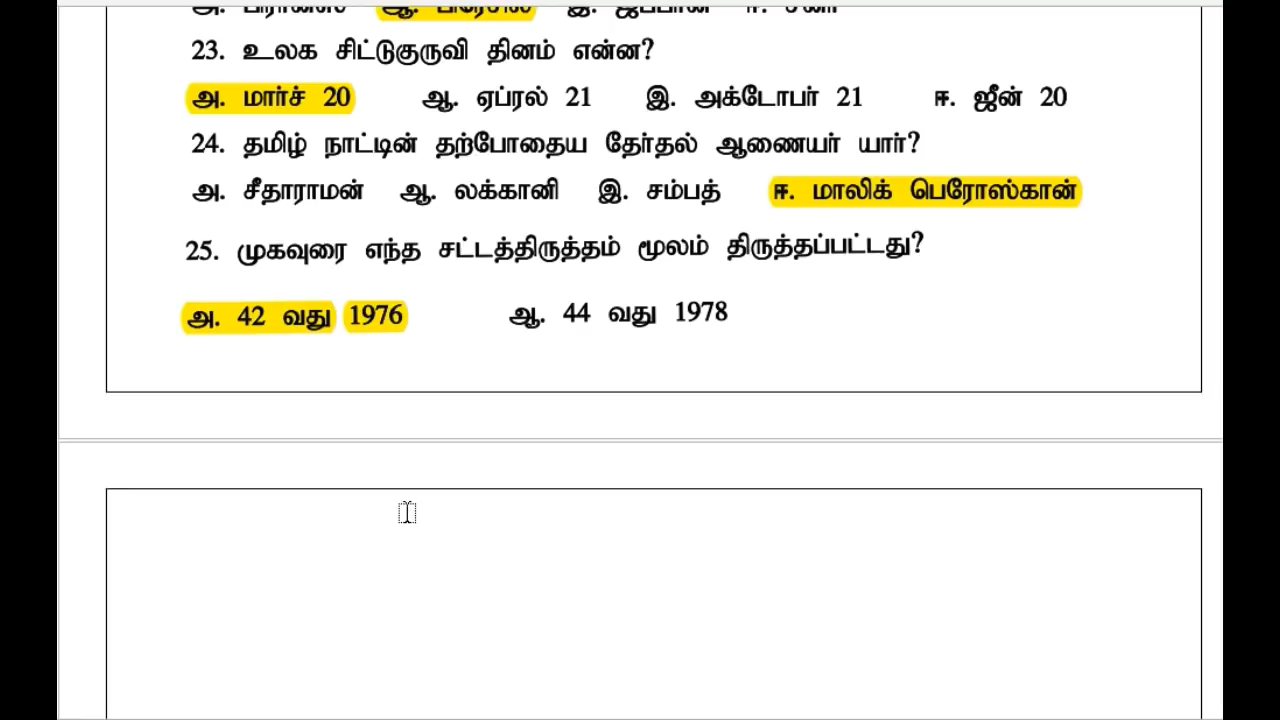 அ. பிரான்ஸ் ஆ. பிரேசில் இ. ஜப்பான் ஈ. சீனா
23. உலக சிட்டுகுருவி தினம் என்ன?
அ. மார்ச் 20 ஆ. ஏப்ரல் 21 இ. அக்டோபர் 21 ஈ. ஜீன் 20
24. தமிழ் நாட்டின் தற்போதைய தேர்தல் ஆணையர் யார்?
அ. சீதாராமன் ஆ. லக்கானி இ. சம்பத் ஈ. மாலிக் பெரோஸ்கான்
25. முகவுரை எந்த சட்டத்திருத்தம் மூலம் திருத்தப்பட்டது?
அ. 42 வது 1976 ஆ. 44 வது 1978